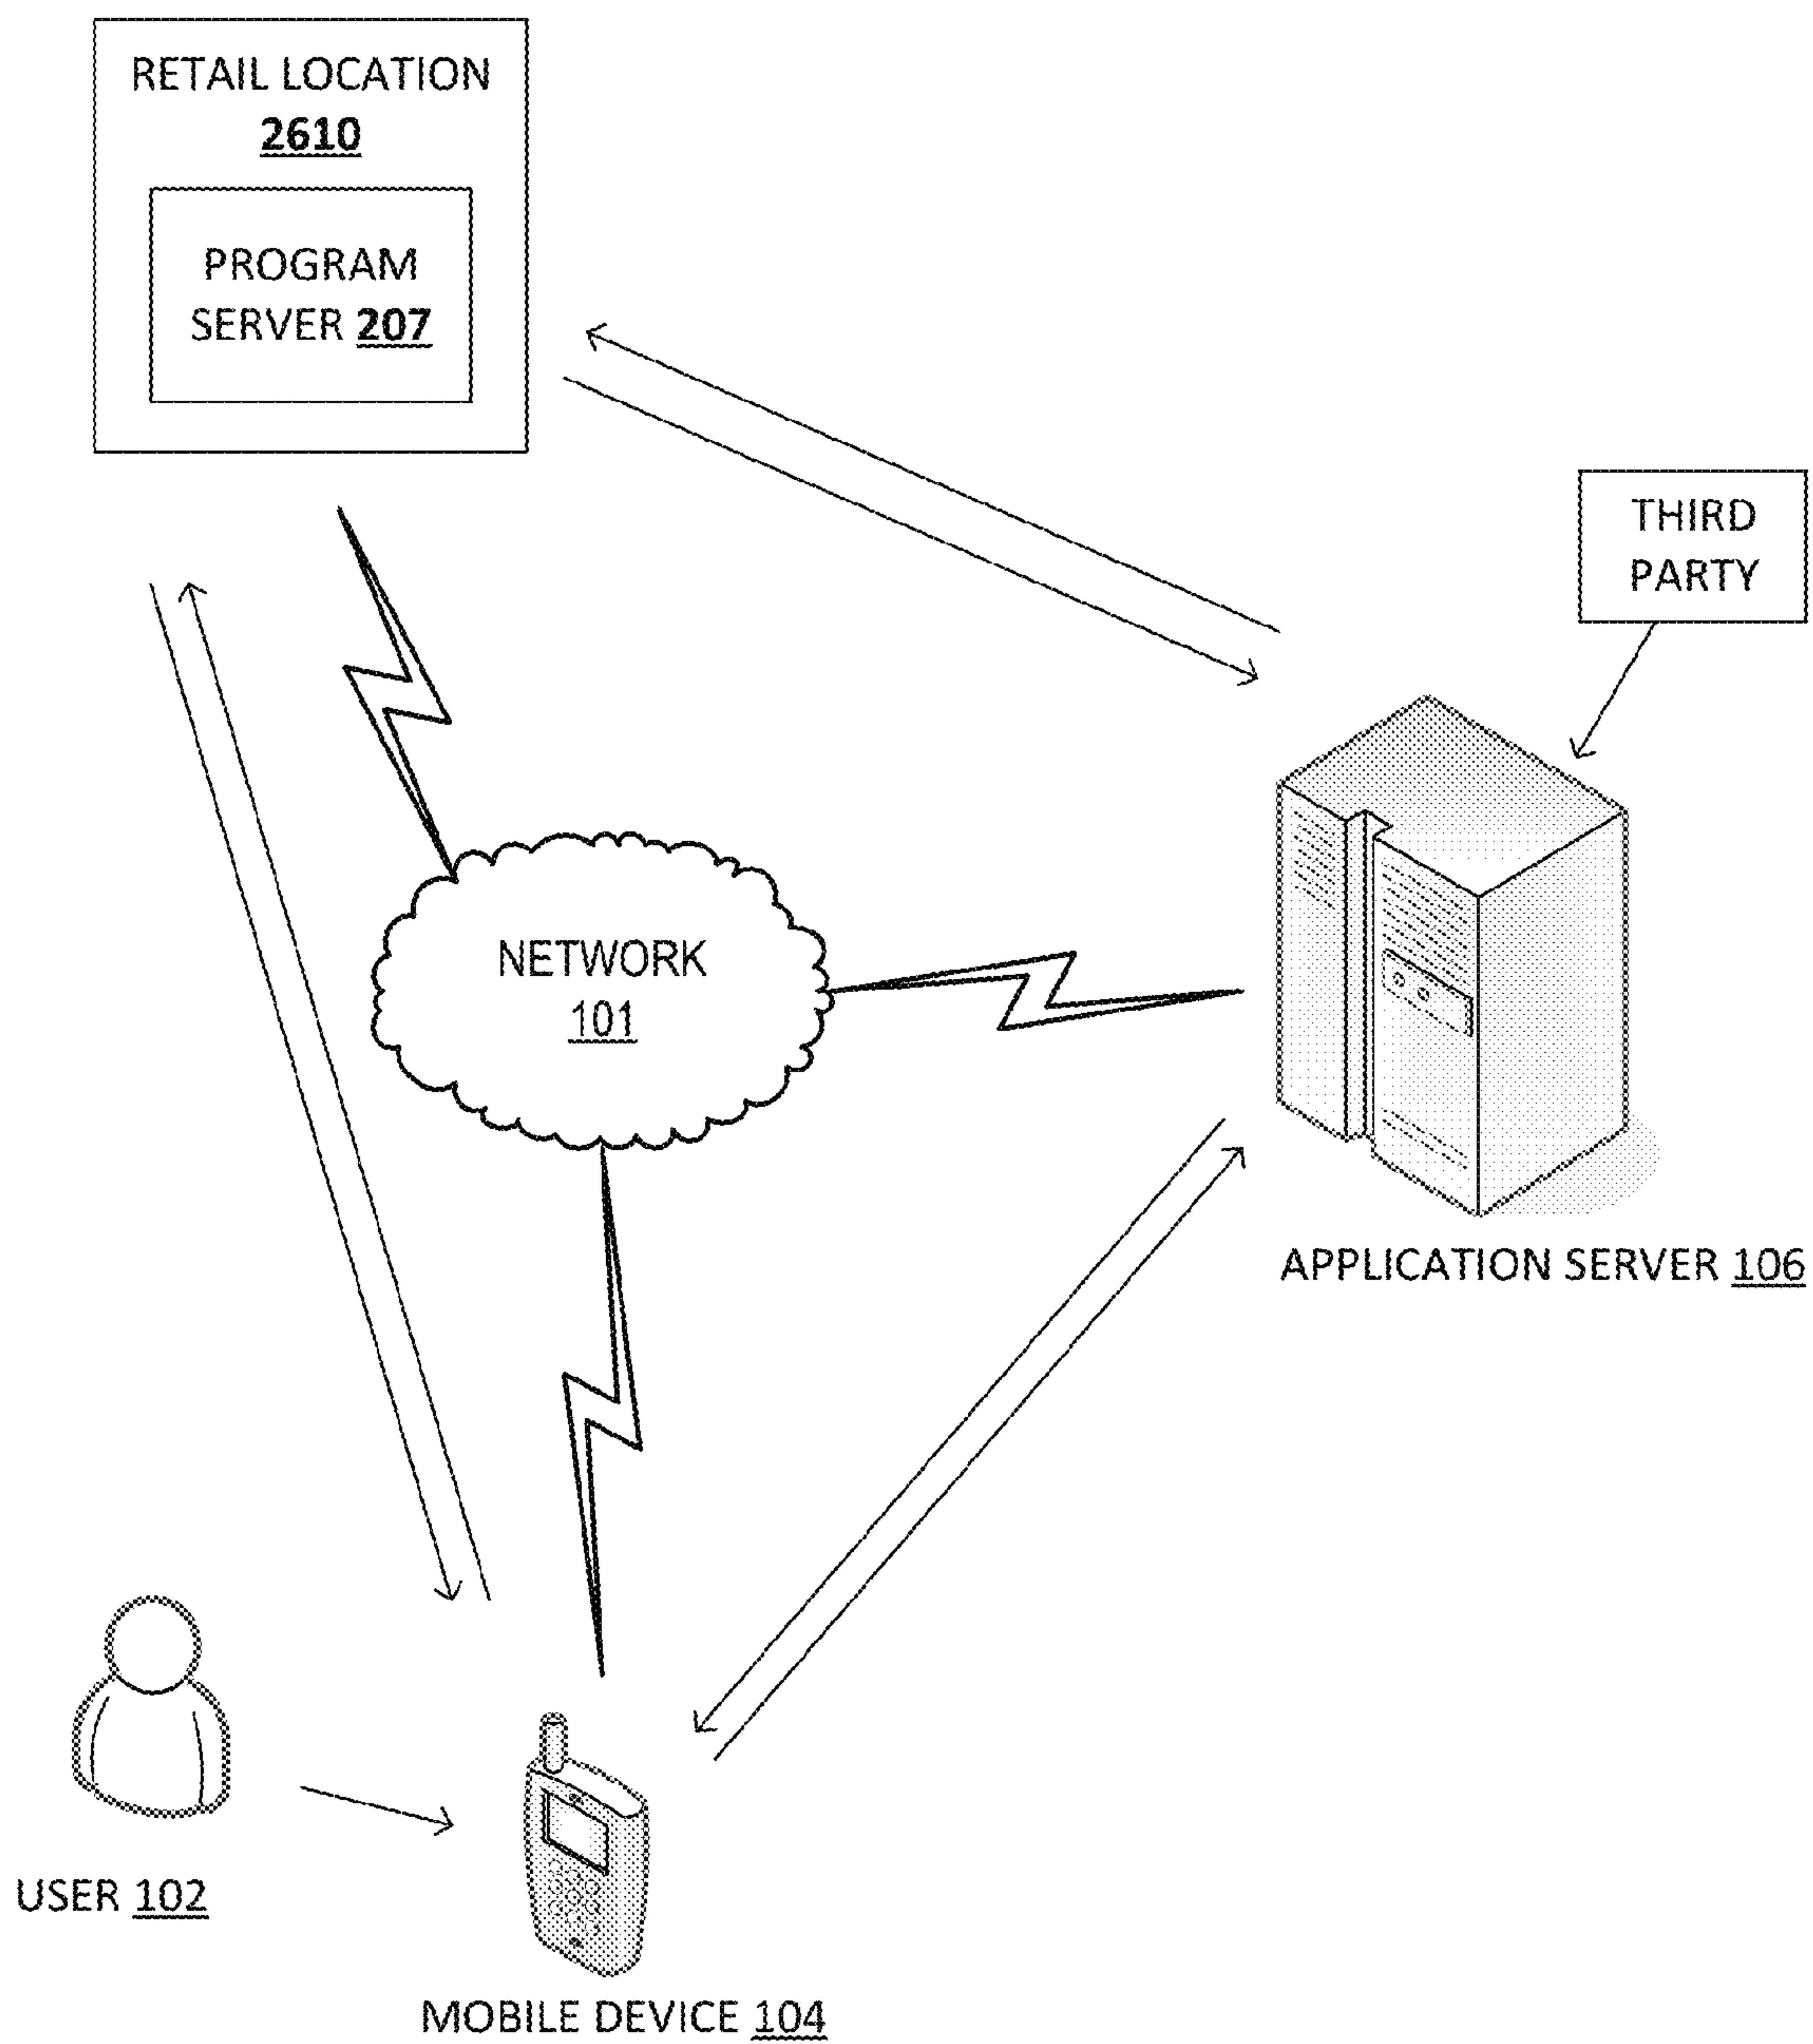 RETAIL LOCATION
2610
PROGRAM
SERVER 207
THIRD
PARTY
NETWORK
101
APPLICATION SERVER 106
USER 102
MOBILE DEVICE 104